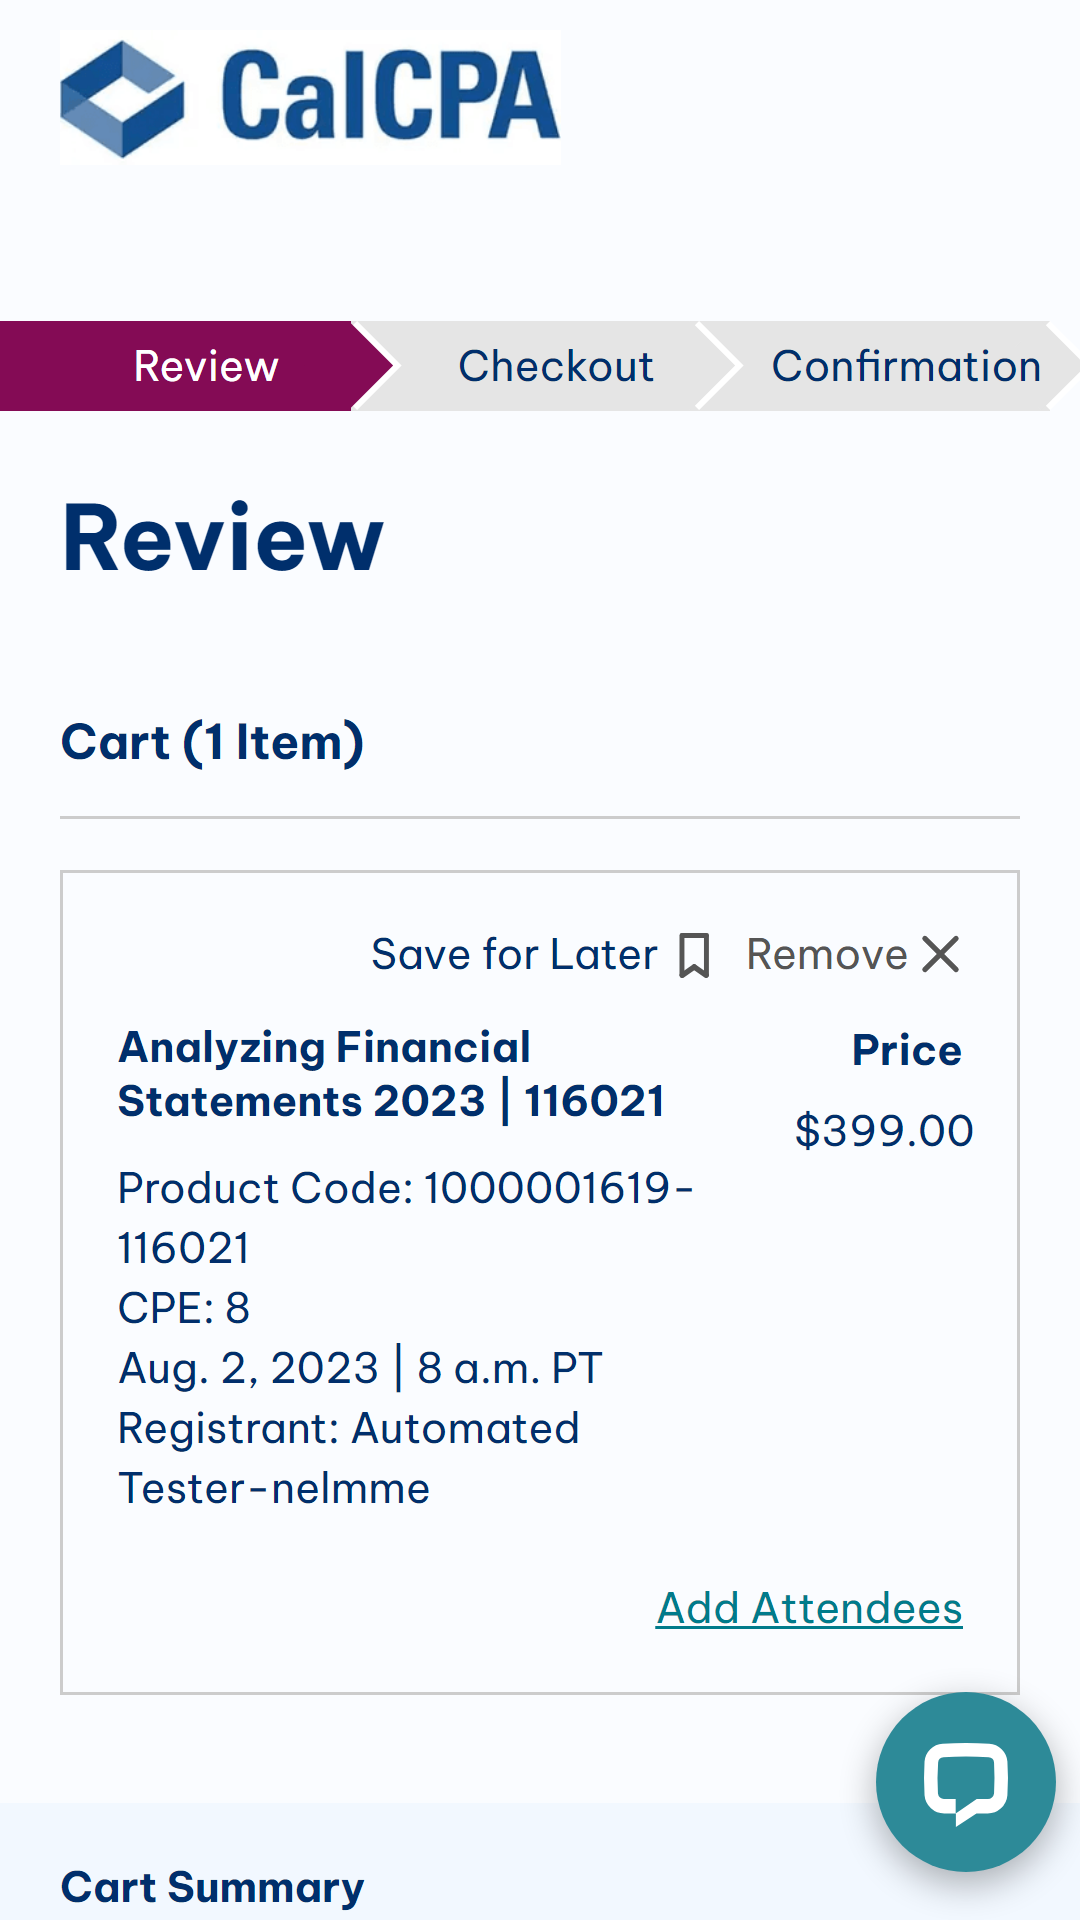 CalCPA
Review
Checkout
Confirmation
Review
Cart (1 Item)
Save for Later
Remove
Analyzing Financial
Statements 2023 | 116021
Price
$399.00
Product Code: 1000001619-
116021
CPE: 8
Aug. 2, 2023 | 8 a.m. PT
Registrant: Automated
Tester-nelmme
Add Attendees
Cart Summary